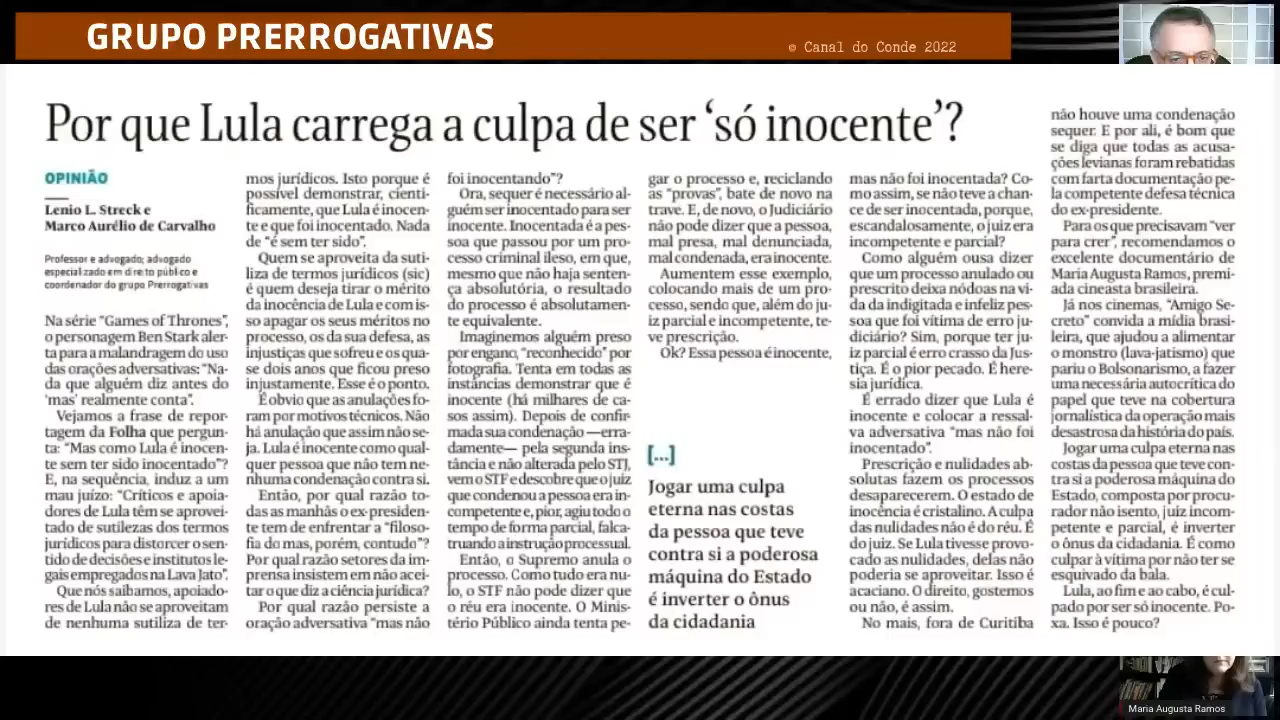 GRUPO PRERROGATIVAS
© Canal do Conde 2022
Por que Lula carrega a culpa de ser ‘só inocente’?
OPINIÃO
Lenio L. Streck e
Marco Aurélio de Carvalho
Professor e advogado; advogado
especializado em direito público e
coordenador do grupo Prerrogativas
Na série “Games of Thrones”,
o personagem Ben Stark aler-
ta para a malandragem do uso
das orações adversativas: “Na-
da que alguém diz antes do
‘mas’ realmente conta”.
Vejamos a frase de repor-
tagem da Folha que pergun-
ta: “Mas como Lula é inocen-
te sem ter sido inocentado”?
E, na sequência, induz a um
mau juízo: “Críticos e apoia-
dores de Lula têm se aprovei-
tado de sutilezas dos termos
jurídicos para distorcer o sen-
tido de decisões e institutos le-
gais empregados na Lava Jato”.
Que nós saibamos, apoiado-
res de Lula não se aproveitam
de nenhuma sutiliza de ter-
mos jurídicos. Isto porque é
possível demonstrar, cienti-
ficamente, que Lula é inocen-
te e que foi inocentado. Nada
de “é sem ter sido”.
Quem se aproveita da suti-
liza de termos jurídicos (sic)
é quem deseja tirar o mérito
da inocência de Lula e com is-
so apagar os seus méritos no
processo, os da sua defesa, as
injustiças que sofreu e os qua-
se dois anos que ficou preso
injustamente. Esse é o ponto.
É obvio que as anulações fo-
ram por motivos técnicos. Não
há anulação que assim não se-
ja. Lula é inocente como qual-
quer pessoa que não tem ne-
nhuma condenação contra si.
Então, por qual razão to-
das as manhãs o ex-presiden-
te tem de enfrentar a “filoso-
fia do mas, porém, contudo”?
Por qual razão setores da im-
prensa insistem em não acei-
tar o que diz a ciência jurídica?
Por qual razão persiste a
oração adversativa “mas não
foi inocentando”?
Ora, sequer é necessário al-
guém ser inocentado para ser
inocente. Inocentada é a pes-
soa que passou por um pro-
cesso criminal ileso, em que,
mesmo que não haja senten-
ça absolutória, o resultado
do processo é absolutamen-
te equivalente.
Imaginemos alguém preso
por engano, “reconhecido” por
fotografia. Tenta em todas as
instâncias demonstrar que é
inocente (há milhares de ca-
sos assim). Depois de confir-
mada sua condenação —erra-
damente— pela segunda ins-
tância e não alterada pelo STJ,
vem o STF e descobre que o juiz
que condenou a pessoa era in-
competente e, pior, agiu todo o
tempo de forma parcial, falca-
truando a instrução processual.
Então, o Supremo anula o
processo. Como tudo era nu-
lo, o STF não pode dizer que
o réu era inocente. O Minis-
tério Público ainda tenta pe-
gar o processo e, reciclando
as “provas”, bate de novo na
trave. E, de novo, o Judiciário
não pode dizer que a pessoa,
mal presa, mal denunciada,
mal condenada, era inocente.
Aumentem esse exemplo,
colocando mais de um pro-
cesso, sendo que, além do ju-
iz parcial e incompetente, te-
ve prescrição.
Ok? Essa pessoa é inocente,
[...]
Jogar uma culpa
eterna nas costas
da pessoa que teve
contra si a poderosa
máquina do Estado
é inverter o ônus
da cidadania
mas não foi inocentada? Co-
mo assim, se não teve a chan-
ce de ser inocentada, porque,
escandalosamente, o juiz era
incompetente e parcial?
Como alguém ousa dizer
que um processo anulado ou
prescrito deixa nódoas na vi-
da da indigitada e infeliz pes-
soa que foi vítima de erro ju-
diciário? Sim, porque ter ju-
iz parcial é erro crasso da Jus-
tiça. É o pior pecado. É here-
sia jurídica.
É errado dizer que Lula é
inocente e colocar a ressal-
va adversativa “mas não foi
inocentado”.
Prescrição e nulidades ab-
solutas fazem os processos
desaparecerem. O estado de
inocência é cristalino. A culpa
das nulidades não é do réu. É
do juiz. Se Lula tivesse provo-
cado as nulidades, delas não
poderia se aproveitar. Isso é
acaciano. O direito, gostemos
ou não, é assim.
No mais, fora de Curitiba
não houve uma condenação
sequer. E por ali, é bom que
se diga que todas as acusa-
ções levianas foram rebatidas
com farta documentação pe-
la competente defesa técnica
do ex-presidente.
Para os que precisavam “ver
para crer”, recomendamos o
excelente documentário de
Maria Augusta Ramos, premi-
ada cineasta brasileira.
Já nos cinemas, “Amigo Se-
creto” convida a mídia brasi-
leira, que ajudou a alimentar
o monstro (lava-jatismo) que
pariu o Bolsonarismo, a fazer
uma necessária autocrítica do
papel que teve na cobertura
jornalística da operação mais
desastrosa da história do país.
Jogar uma culpa eterna nas
costas da pessoa que teve con-
tra si a poderosa máquina do
Estado, composta por procu-
rador não isento, juiz incom-
petente e parcial, é inverter
o ônus da cidadania. É como
culpar à vítima por não ter se
esquivado da bala.
Lula, ao fim e ao cabo, é cul-
pado por ser só inocente. Po-
xa. Isso é pouco?
Maria Augusta Ramos